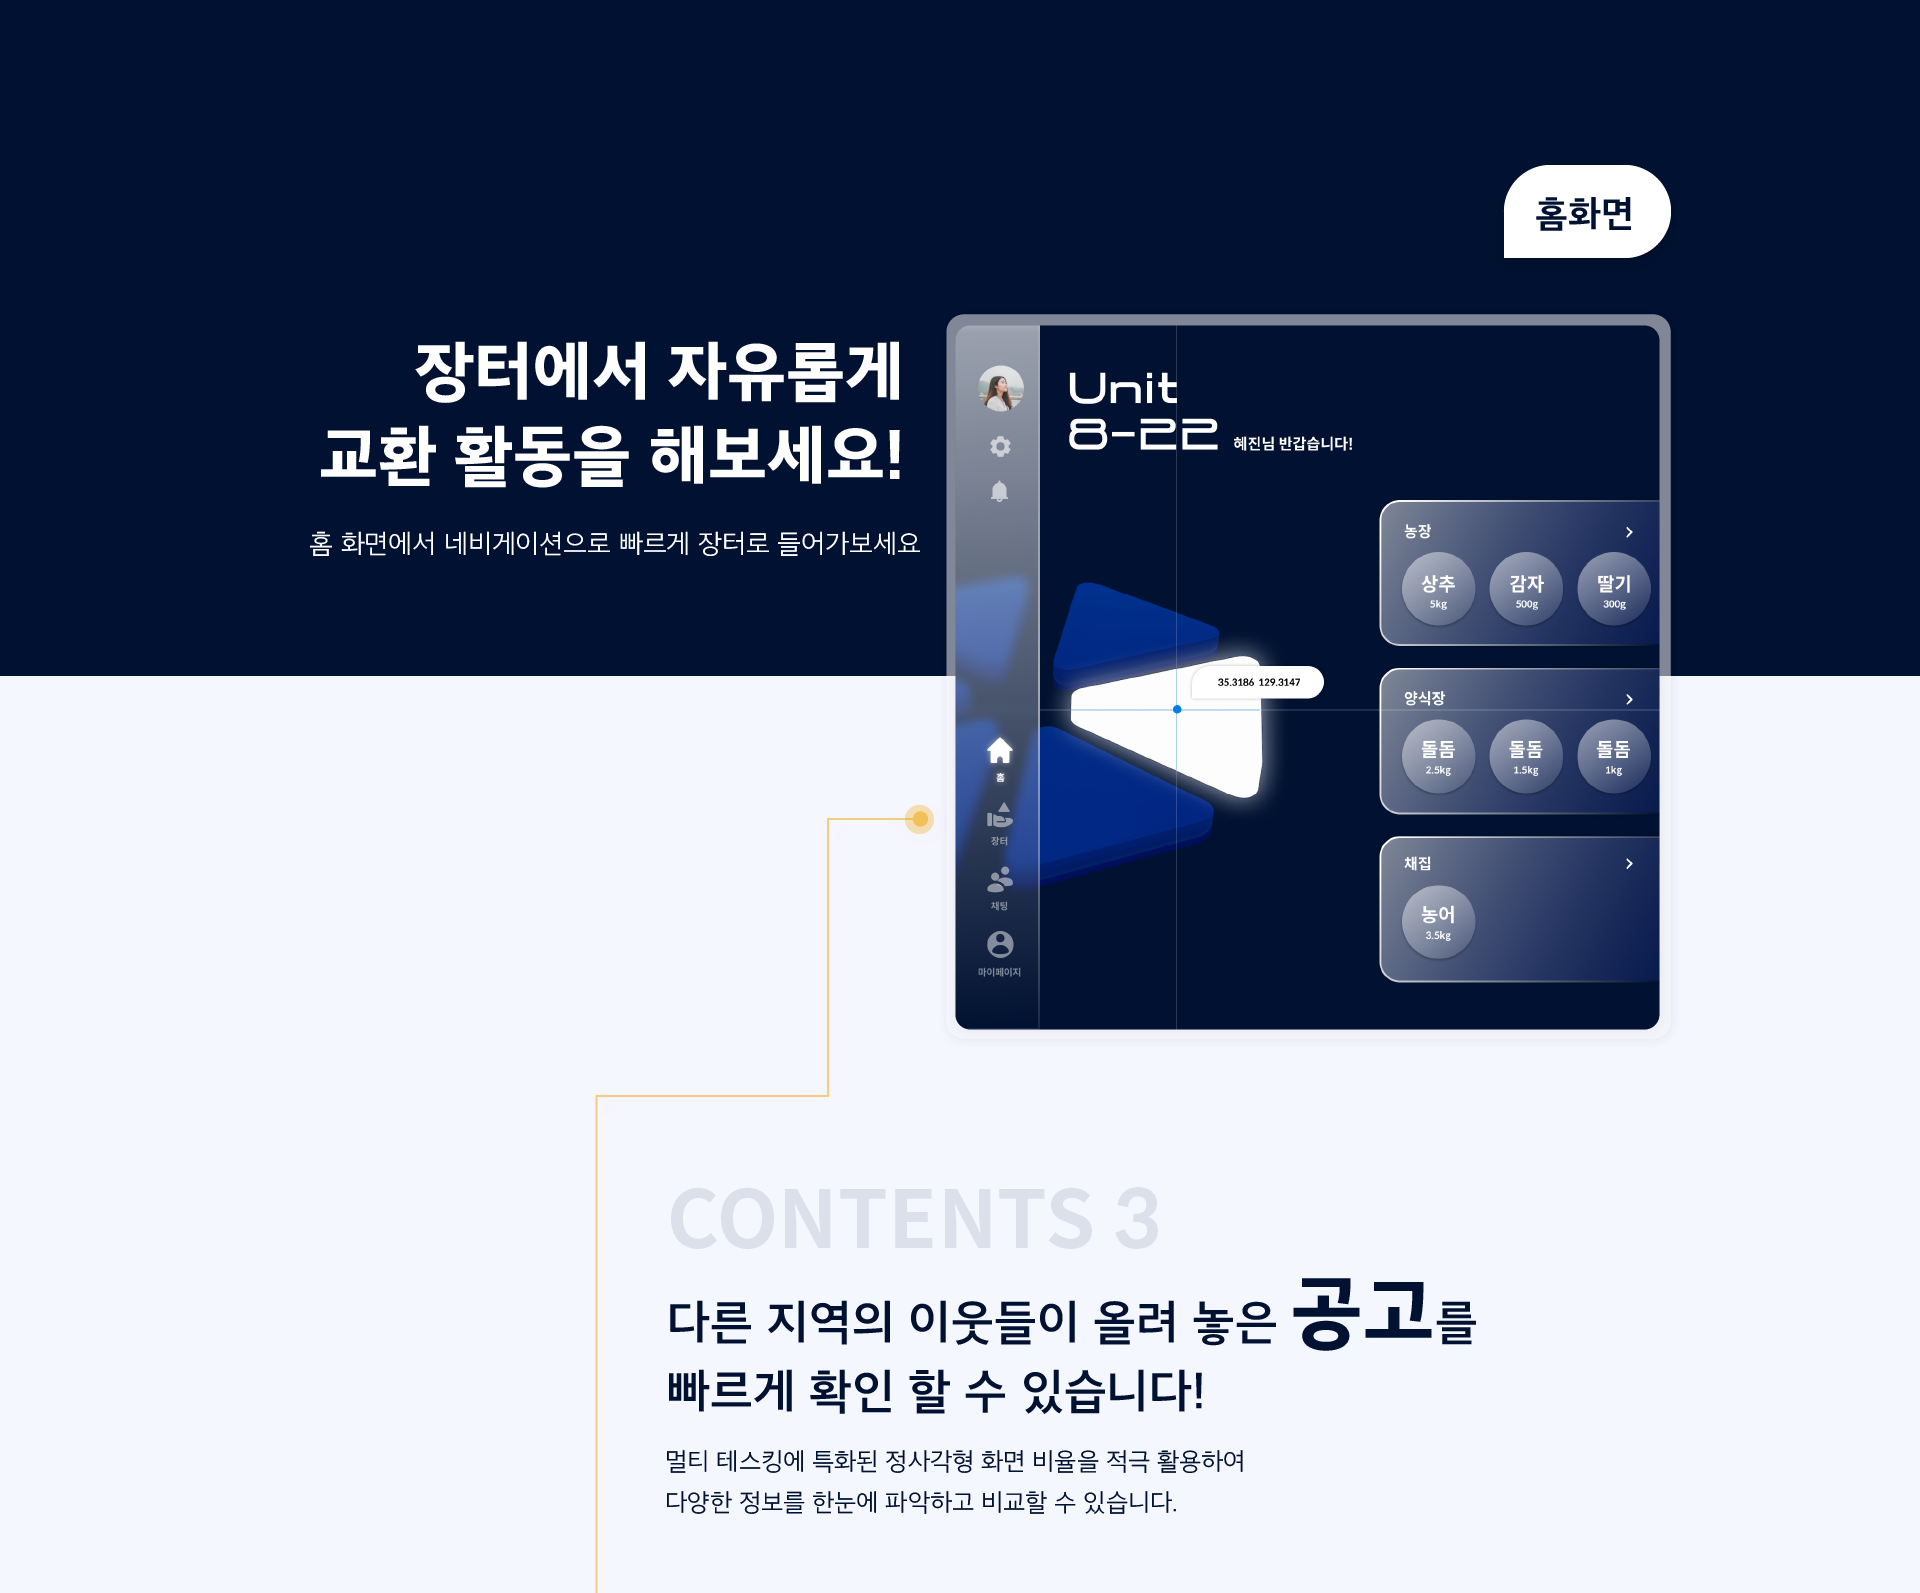 홈화면
장터에서 자유롭게
교환 활동을 해보세요!
홈 화면에서 네비게이션으로 빠르게 장터로 들어가보세요
Unit
8-22 혜진님 반갑습니다!
농장
상추 감자 딸기
5kg 500g 300g
35.3186 129.3147
양식장
돌돔 돌돔 돌돔
2.5kg 1.5kg 1kg
채집
농어
3.5kg
홈
장터
채팅
마이페이지
CONTENTS 3
다른 지역의 이웃들이 올려 놓은 공고를
빠르게 확인 할 수 있습니다!
멀티 테스킹에 특화된 정사각형 화면 비율을 적극 활용하여
다양한 정보를 한눈에 파악하고 비교할 수 있습니다.